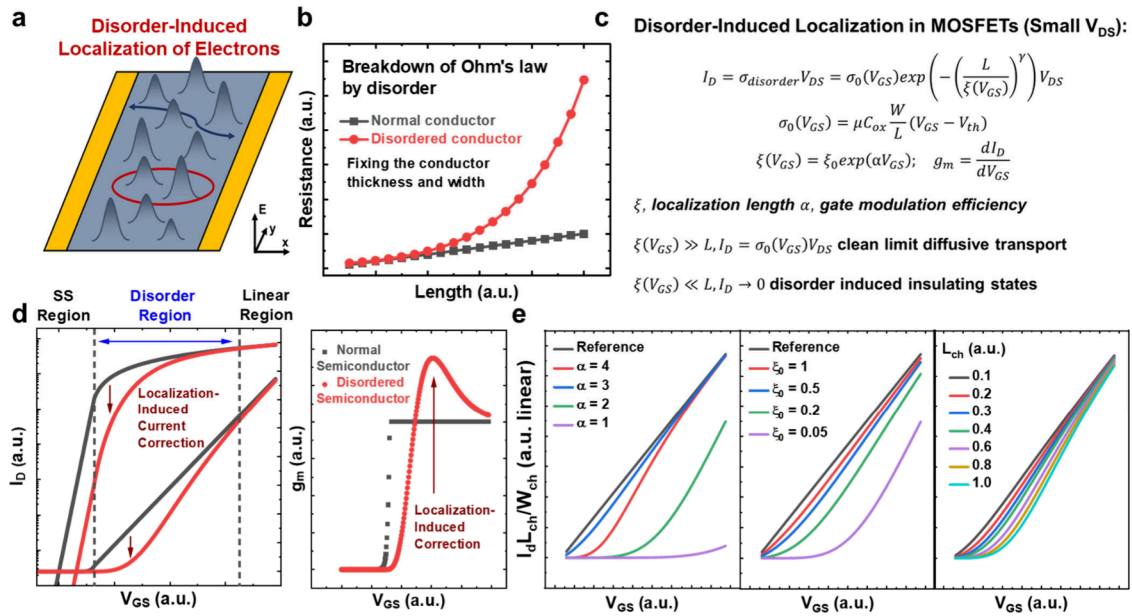 a
Disorder-Induced
Localization of Electrons
E
y
x
b
Breakdown of Ohm's law
by disorder
Normal conductor
Disordered conductor
Fixing the conductor
thickness and width
Resistance (a.u.)
Length (a.u.)
c
Disorder-Induced Localization in MOSFETs (Small V_DS):
I_D = σ_disorder V_DS = σ_0(V_GS)exp(−(L/ξ(V_GS))^γ) V_DS
σ_0(V_GS) = μC_ox W/L (V_GS − V_th)
ξ(V_GS) = ξ_0exp(αV_GS); g_m = dI_D/dV_GS
ξ, localization length α, gate modulation efficiency
ξ(V_GS) ≫ L, I_D = σ_0(V_GS)V_DS clean limit diffusive transport
ξ(V_GS) ≪ L, I_D → 0 disorder induced insulating states
d
SS
Region
Disorder
Region
Linear
Region
Localization-
Induced
Current
Correction
I_D (a.u.)
V_GS (a.u.)
Normal
Semiconductor
Disordered
Semiconductor
Localization-
Induced
Correction
g_m (a.u.)
V_GS (a.u.)
e
Reference
α = 4
α = 3
α = 2
α = 1
I_dL_ch/W_ch (a.u. linear)
V_GS (a.u.)
Reference
ξ_0 = 1
ξ_0 = 0.5
ξ_0 = 0.2
ξ_0 = 0.05
V_GS (a.u.)
L_ch (a.u.)
0.1
0.2
0.3
0.4
0.6
0.8
1.0
V_GS (a.u.)